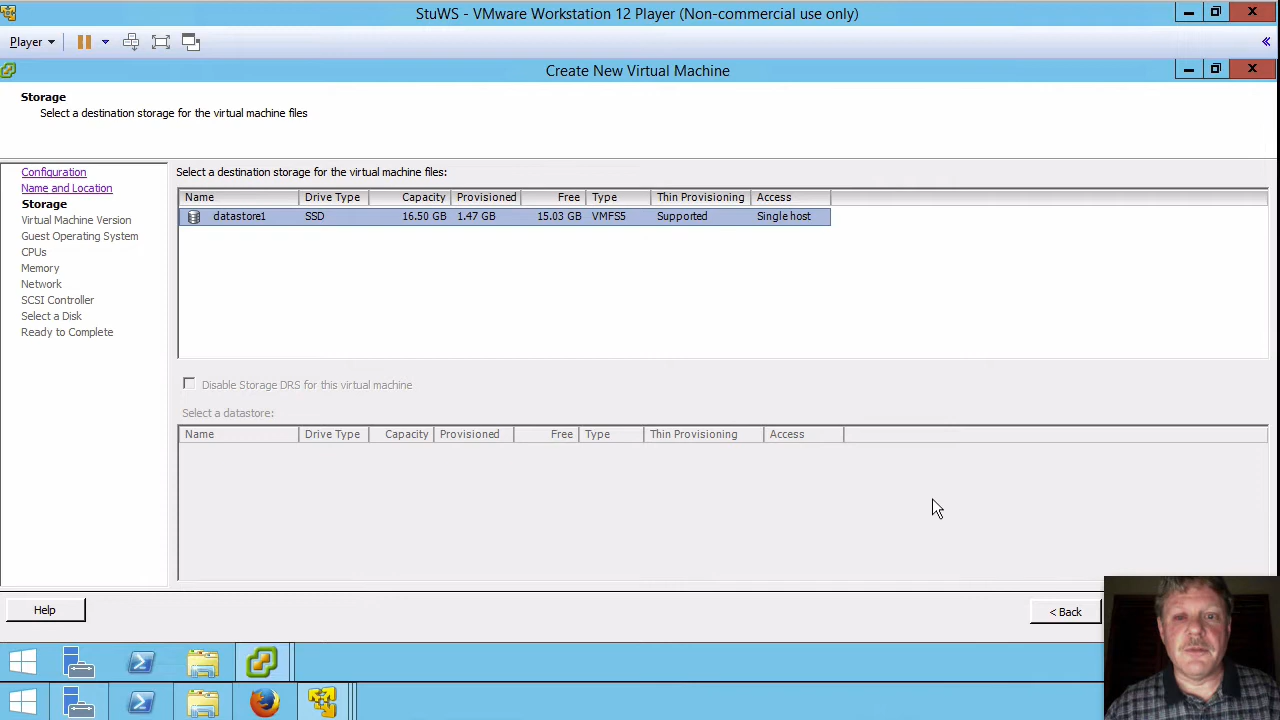 StuWS - VMware Workstation 12 Player (Non-commercial use only)
Player
Create New Virtual Machine
Storage
Select a destination storage for the virtual machine files
Configuration
Name and Location
Storage
Virtual Machine Version
Guest Operating System
CPUs
Memory
Network
SCSI Controller
Select a Disk
Ready to Complete
Select a destination storage for the virtual machine files:
Name Drive Type Capacity Provisioned Free Type Thin Provisioning Access
datastore1 SSD 16.50 GB 1.47 GB 15.03 GB VMFS5 Supported Single host
Disable Storage DRS for this virtual machine
Select a datastore:
Name Drive Type Capacity Provisioned Free Type Thin Provisioning Access
Help
< Back